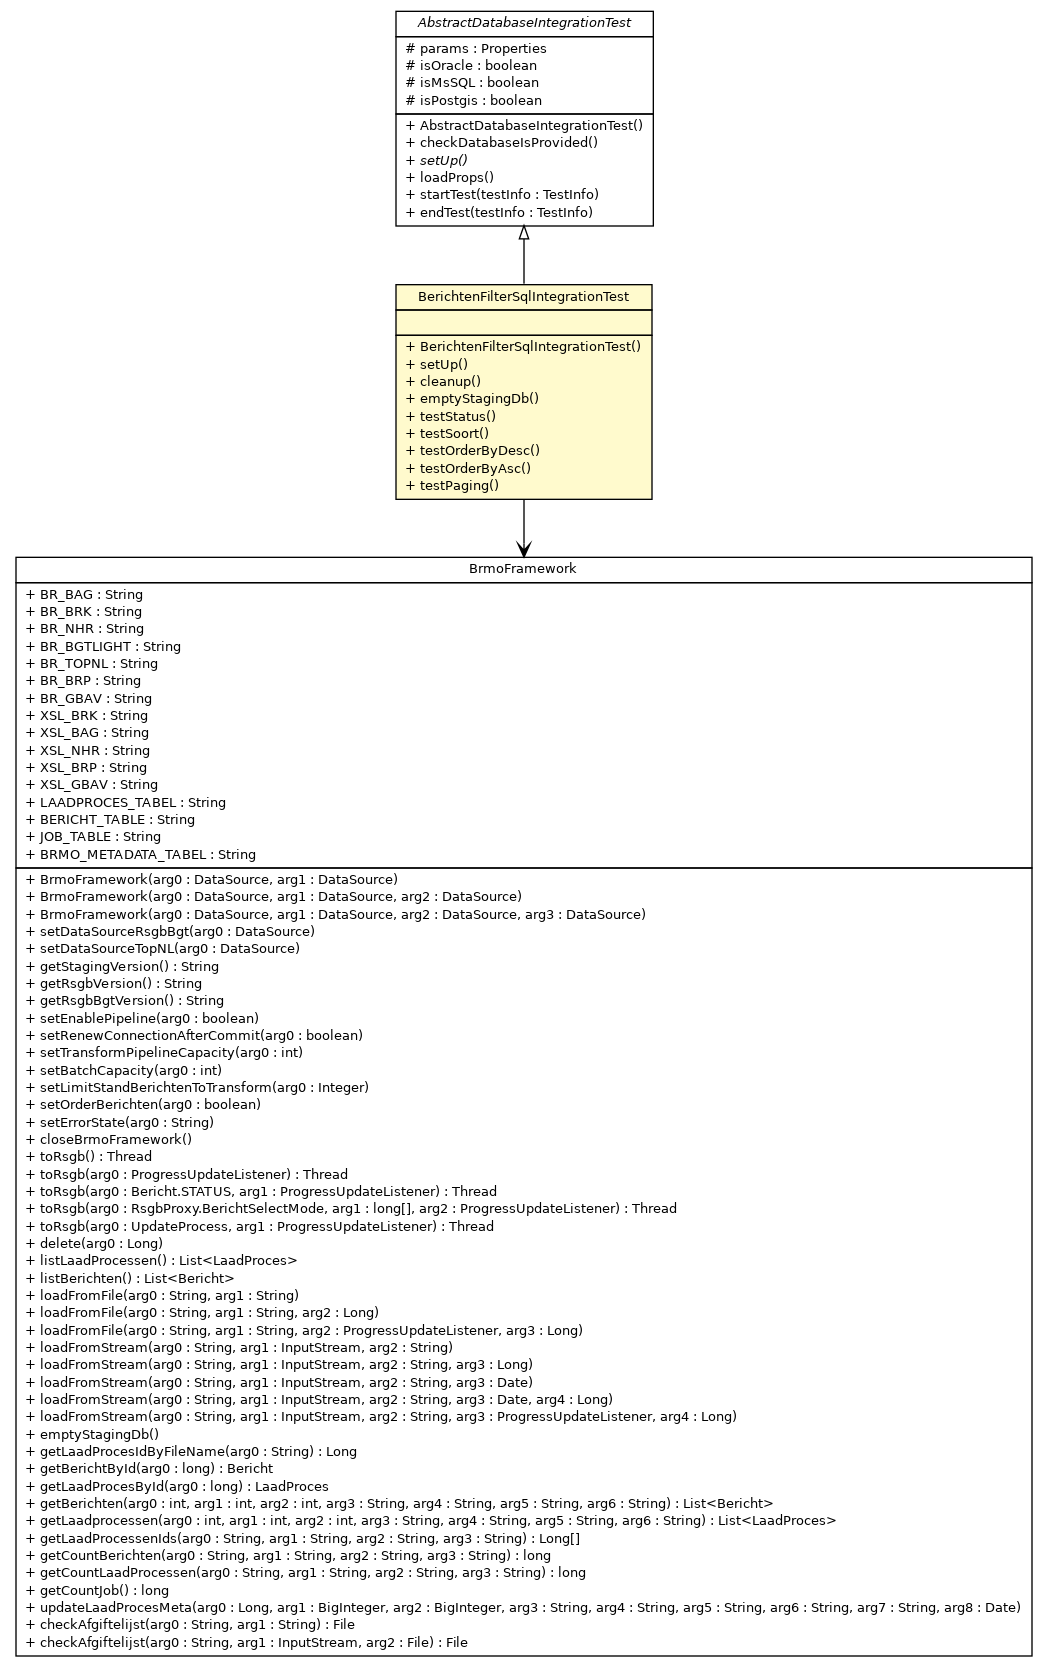 AbstractDatabaseIntegrationTest
# params : Properties
# isOracle : boolean
# isMsSQL : boolean
# isPostgis : boolean
+ AbstractDatabaseIntegrationTest()
+ checkDatabaseIsProvided()
+ setUp()
+ loadProps()
+ startTest(testInfo : TestInfo)
+ endTest(testInfo : TestInfo)
BerichtenFilterSqlIntegrationTest
+ BerichtenFilterSqlIntegrationTest()
+ setUp()
+ cleanup()
+ emptyStagingDb()
+ testStatus()
+ testSoort()
+ testOrderByDesc()
+ testOrderByAsc()
+ testPaging()
BrmoFramework
+ BR_BAG : String
+ BR_BRK : String
+ BR_NHR : String
+ BR_BGTLIGHT : String
+ BR_TOPNL : String
+ BR_BRP : String
+ BR_GBAV : String
+ XSL_BRK : String
+ XSL_BAG : String
+ XSL_NHR : String
+ XSL_BRP : String
+ XSL_GBAV : String
+ LAADPROCES_TABEL : String
+ BERICHT_TABLE : String
+ JOB_TABLE : String
+ BRMO_METADATA_TABEL : String
+ BrmoFramework(arg0 : DataSource, arg1 : DataSource)
+ BrmoFramework(arg0 : DataSource, arg1 : DataSource, arg2 : DataSource)
+ BrmoFramework(arg0 : DataSource, arg1 : DataSource, arg2 : DataSource, arg3 : DataSource)
+ setDataSourceRsgbBgt(arg0 : DataSource)
+ setDataSourceTopNL(arg0 : DataSource)
+ getStagingVersion() : String
+ getRsgbVersion() : String
+ getRsgbBgtVersion() : String
+ setEnablePipeline(arg0 : boolean)
+ setRenewConnectionAfterCommit(arg0 : boolean)
+ setTransformPipelineCapacity(arg0 : int)
+ setBatchCapacity(arg0 : int)
+ setLimitStandBerichtenToTransform(arg0 : Integer)
+ setOrderBerichten(arg0 : boolean)
+ setErrorState(arg0 : String)
+ closeBrmoFramework()
+ toRsgb() : Thread
+ toRsgb(arg0 : ProgressUpdateListener) : Thread
+ toRsgb(arg0 : Bericht.STATUS, arg1 : ProgressUpdateListener) : Thread
+ toRsgb(arg0 : RsgbProxy.BerichtSelectMode, arg1 : long[], arg2 : ProgressUpdateListener) : Thread
+ toRsgb(arg0 : UpdateProcess, arg1 : ProgressUpdateListener) : Thread
+ delete(arg0 : Long)
+ listLaadProcessen() : List<LaadProces>
+ listBerichten() : List<Bericht>
+ loadFromFile(arg0 : String, arg1 : String)
+ loadFromFile(arg0 : String, arg1 : String, arg2 : Long)
+ loadFromFile(arg0 : String, arg1 : String, arg2 : ProgressUpdateListener, arg3 : Long)
+ loadFromStream(arg0 : String, arg1 : InputStream, arg2 : String)
+ loadFromStream(arg0 : String, arg1 : InputStream, arg2 : String, arg3 : Long)
+ loadFromStream(arg0 : String, arg1 : InputStream, arg2 : String, arg3 : Date)
+ loadFromStream(arg0 : String, arg1 : InputStream, arg2 : String, arg3 : Date, arg4 : Long)
+ loadFromStream(arg0 : String, arg1 : InputStream, arg2 : String, arg3 : ProgressUpdateListener, arg4 : Long)
+ emptyStagingDb()
+ getLaadProcesIdByFileName(arg0 : String) : Long
+ getBerichtById(arg0 : long) : Bericht
+ getLaadProcesById(arg0 : long) : LaadProces
+ getBerichten(arg0 : int, arg1 : int, arg2 : int, arg3 : String, arg4 : String, arg5 : String, arg6 : String) : List<Bericht>
+ getLaadprocessen(arg0 : int, arg1 : int, arg2 : int, arg3 : String, arg4 : String, arg5 : String, arg6 : String) : List<LaadProces>
+ getLaadProcessenIds(arg0 : String, arg1 : String, arg2 : String, arg3 : String) : Long[]
+ getCountBerichten(arg0 : String, arg1 : String, arg2 : String, arg3 : String) : long
+ getCountLaadProcessen(arg0 : String, arg1 : String, arg2 : String, arg3 : String) : long
+ getCountJob() : long
+ updateLaadProcesMeta(arg0 : Long, arg1 : BigInteger, arg2 : BigInteger, arg3 : String, arg4 : String, arg5 : String, arg6 : String, arg7 : String, arg8 : Date)
+ checkAfgiftelijst(arg0 : String, arg1 : String) : File
+ checkAfgiftelijst(arg0 : String, arg1 : InputStream, arg2 : File) : File